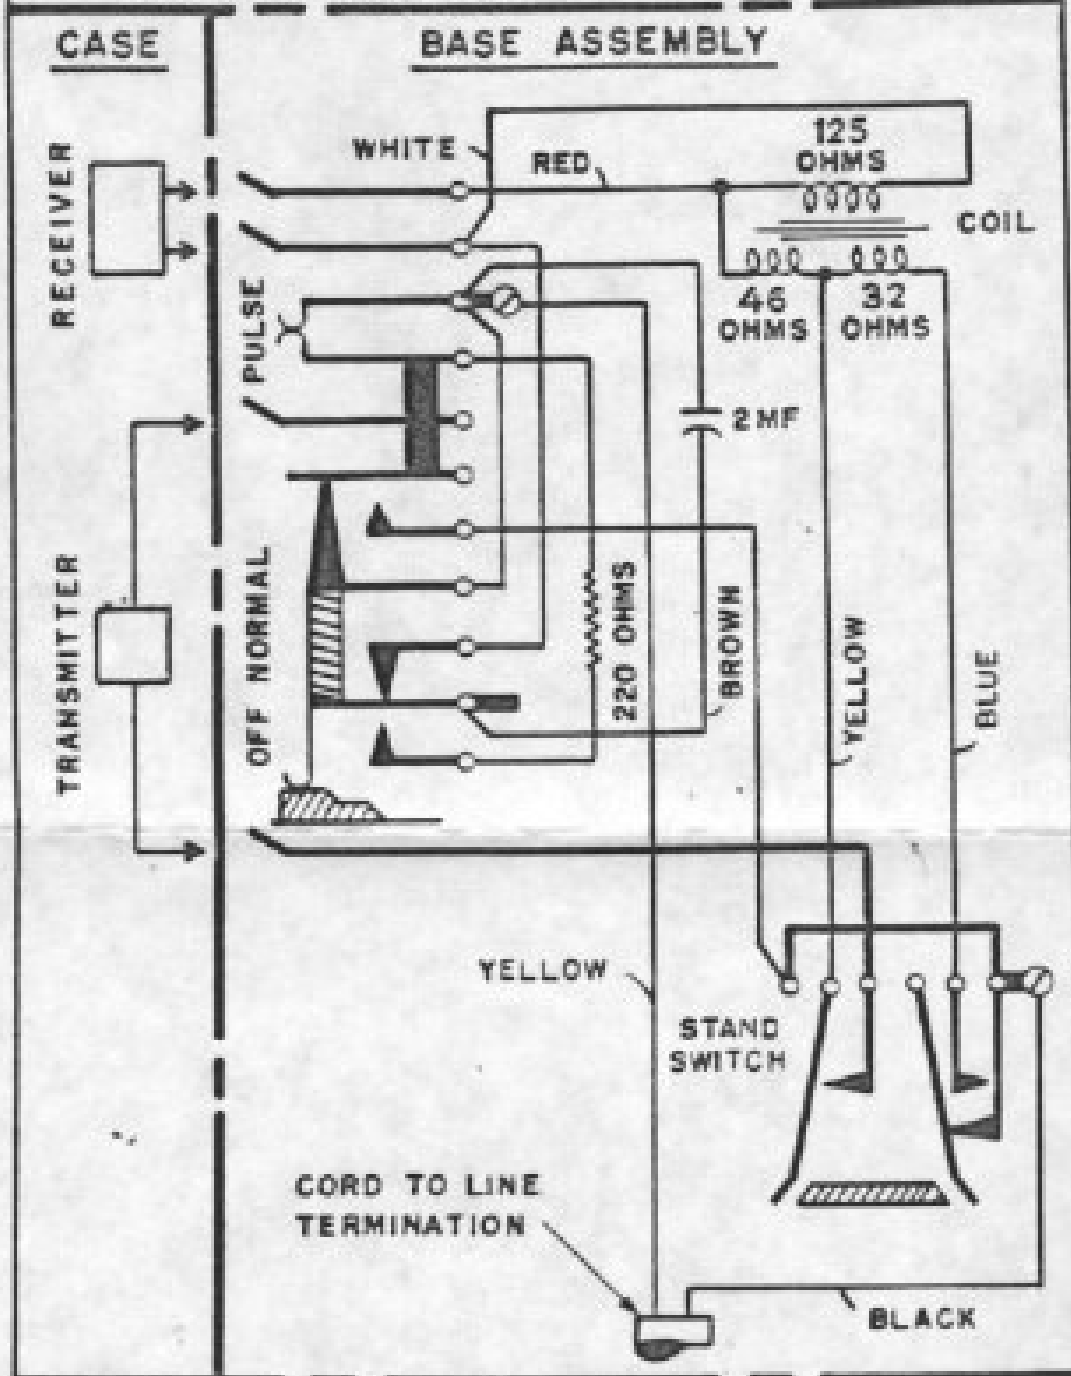 CASE
BASE ASSEMBLY
RECEIVER
WHITE
RED
125
OHMS
COIL
46
OHMS
32
OHMS
PULSE
2 MF
TRANSMITTER
OFF NORMAL
220 OHMS
BROWN
YELLOW
BLUE
YELLOW
STAND
SWITCH
CORD TO LINE
TERMINATION
BLACK